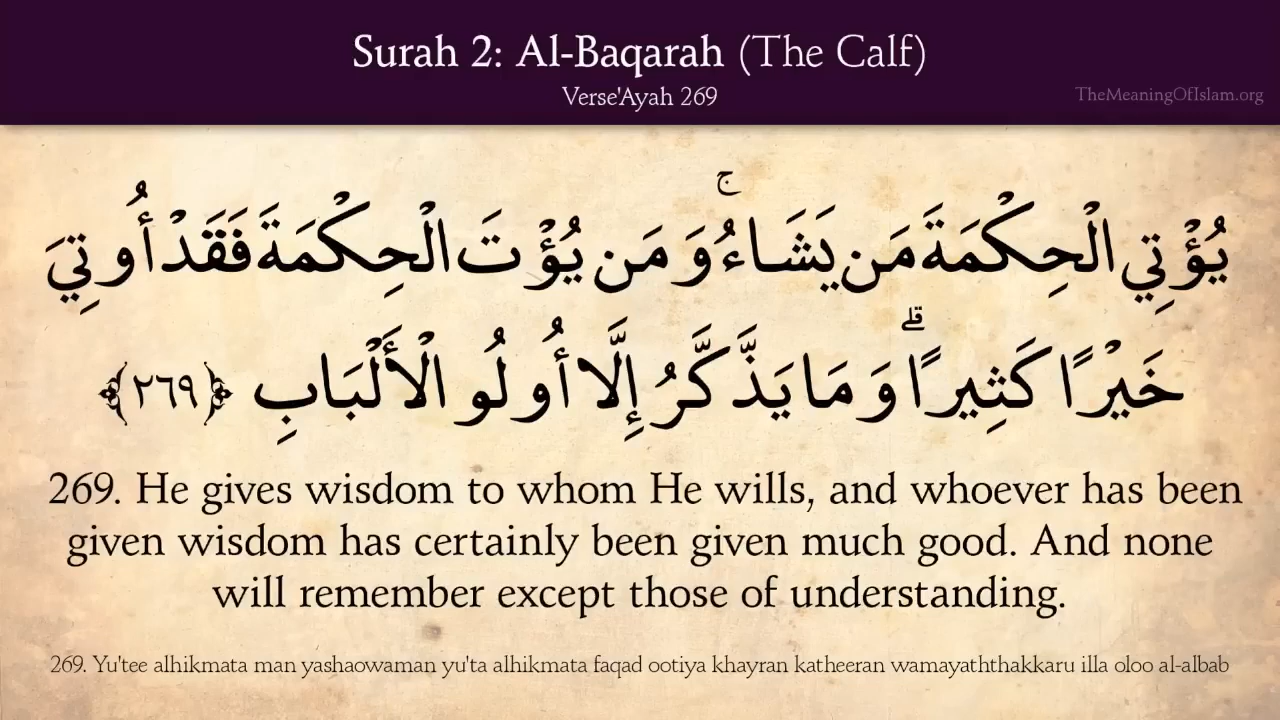 Surah 2: Al-Baqarah (The Calf)
Verse'Ayah 269
TheMeaningOfIslam.org
يُؤْتِي الْحِكْمَةَ مَن يَشَاءُ ۚ وَمَن يُؤْتَ الْحِكْمَةَ فَقَدْ أُوتِيَ
خَيْرًا كَثِيرًا ۗ وَمَا يَذَّكَّرُ إِلَّا أُولُو الْأَلْبَابِ ﴿٢٦٩﴾
269. He gives wisdom to whom He wills, and whoever has been
given wisdom has certainly been given much good. And none
will remember except those of understanding.
269. Yu'tee alhikmata man yashaowaman yu'ta alhikmata faqad ootiya khayran katheeran wamayaththakkaru illa oloo al-albab